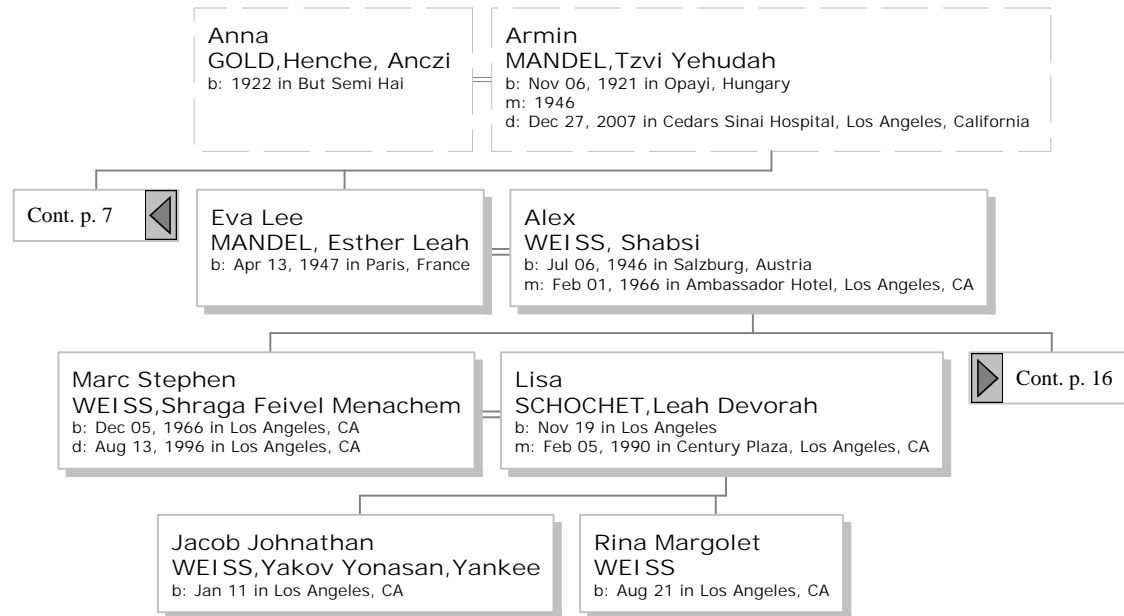 Anna
GOLD,Henche, Anczi
b: 1922 in But Semi Hai
Armin
MANDEL,Tzvi Yehudah
b: Nov 06, 1921 in Opayi, Hungary
m: 1946
d: Dec 27, 2007 in Cedars Sinai Hospital, Los Angeles, California
Cont. p. 7
Eva Lee
MANDEL, Esther Leah
b: Apr 13, 1947 in Paris, France
Alex
WEISS, Shabsi
b: Jul 06, 1946 in Salzburg, Austria
m: Feb 01, 1966 in Ambassador Hotel, Los Angeles, CA
Marc Stephen
WEISS,Shraga Feivel Menachem
b: Dec 05, 1966 in Los Angeles, CA
d: Aug 13, 1996 in Los Angeles, CA
Lisa
SCHOCHET,Leah Devorah
b: Nov 19 in Los Angeles
m: Feb 05, 1990 in Century Plaza, Los Angeles, CA
Cont. p. 16
Jacob Johnathan
WEISS,Yakov Yonasan,Yankee
b: Jan 11 in Los Angeles, CA
Rina Margolet
WEISS
b: Aug 21 in Los Angeles, CA